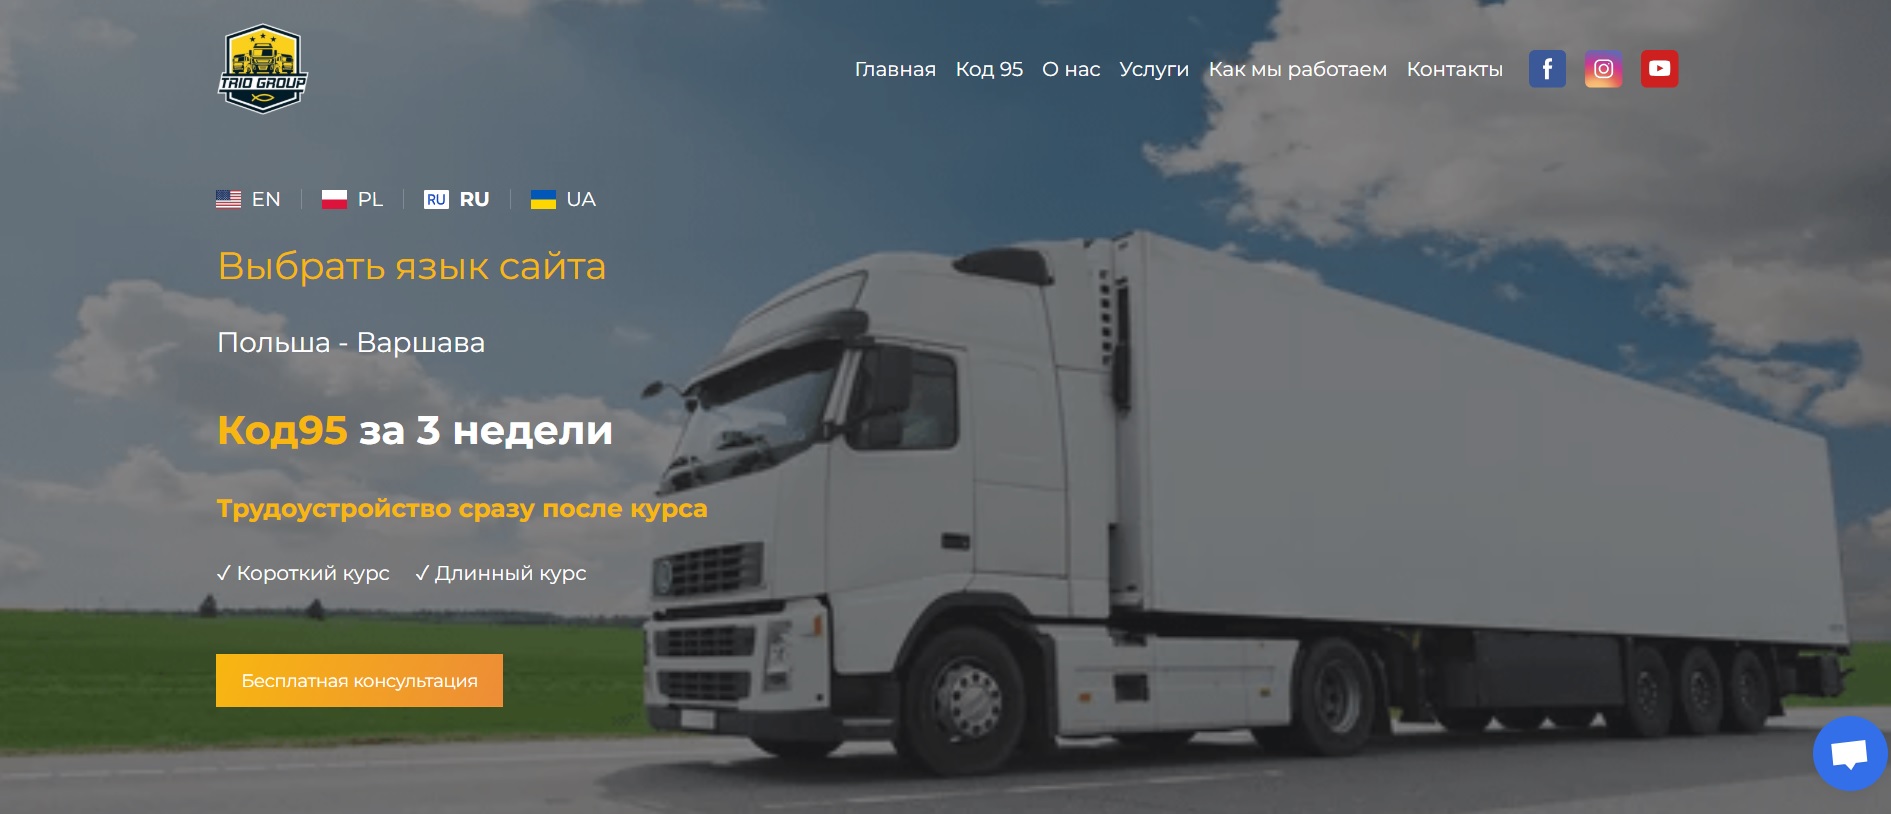 TRIO GROUP
Главная Код 95 О нас Услуги Как мы работаем Контакты
EN PL RU RU UA
Выбрать язык сайта
Польша - Варшава
Код95 за 3 недели
Трудоустройство сразу после курса
✓ Короткий курс ✓ Длинный курс
Бесплатная консультация